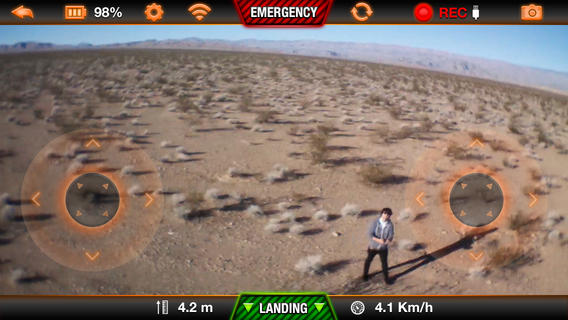 98%
EMERGENCY
REC
4.2 m
LANDING
4.1 Km/h